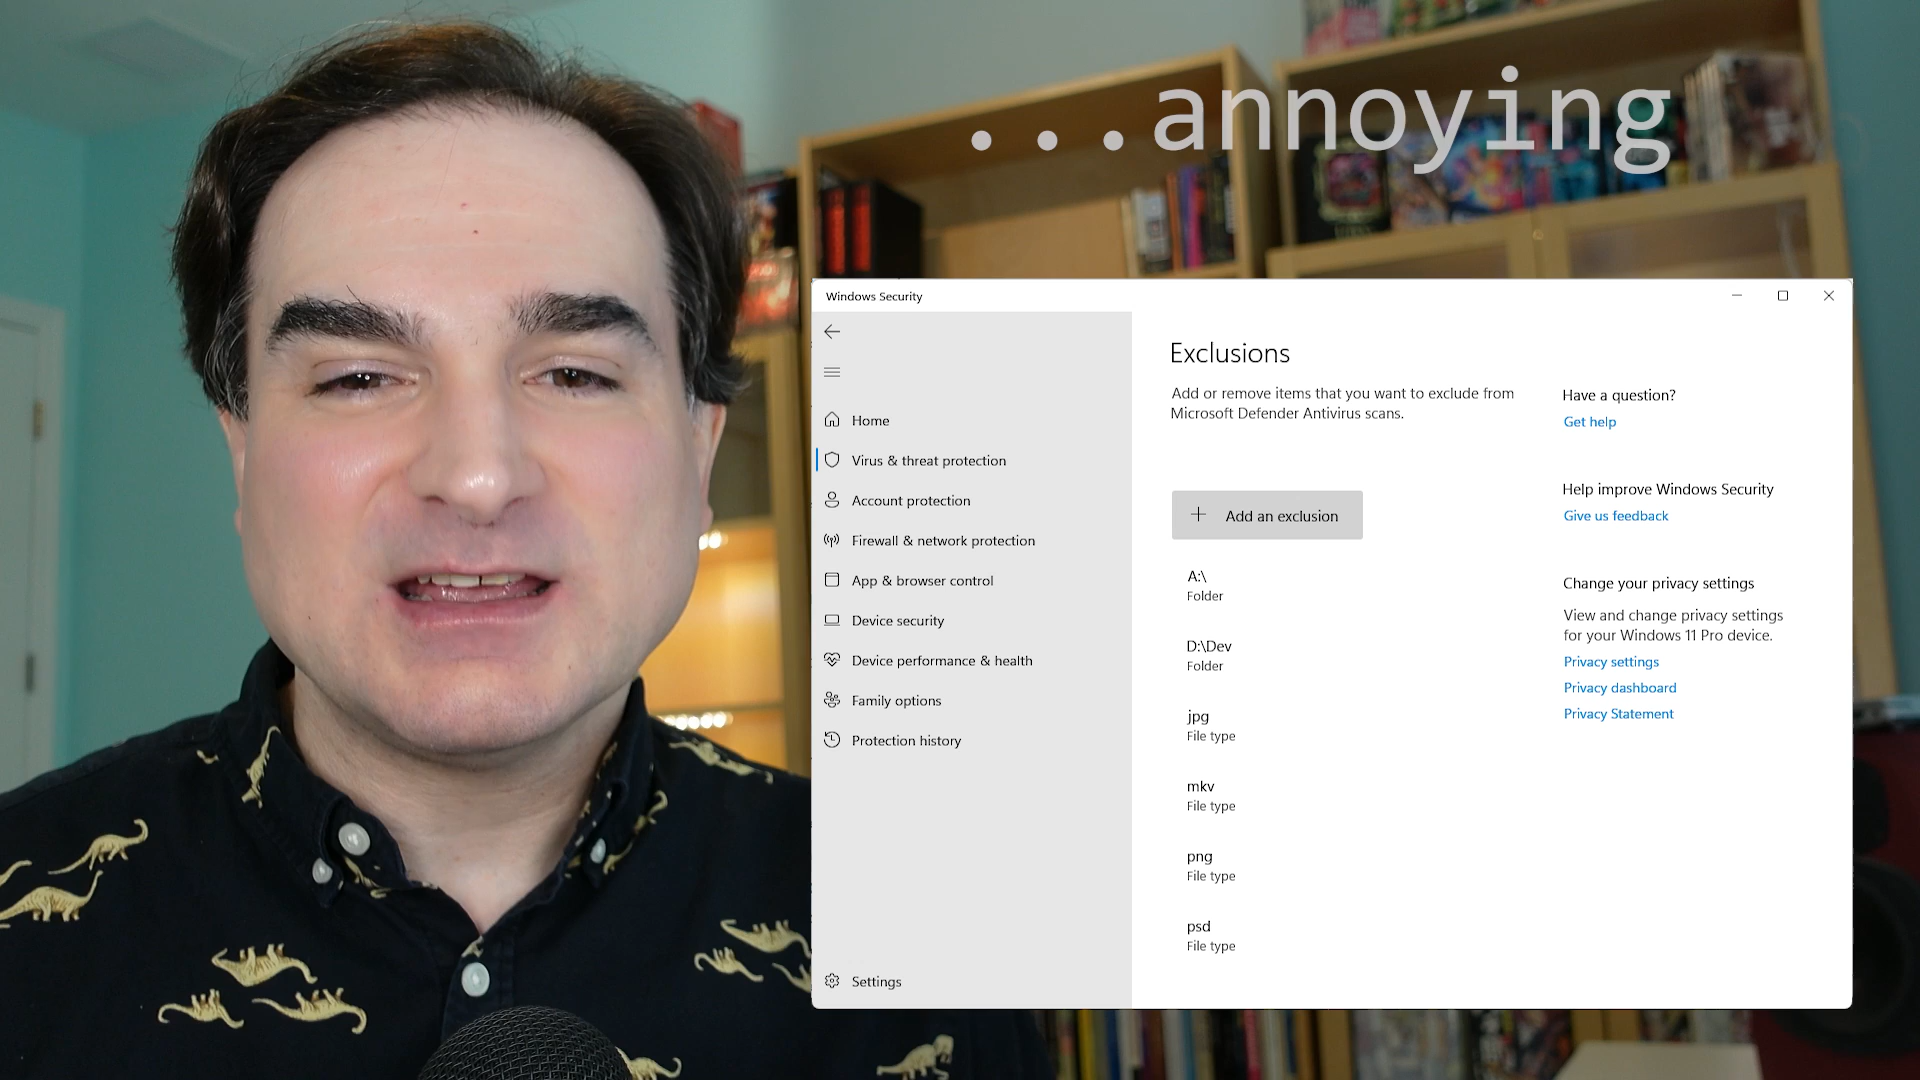 ...annoying
Windows Security
Home
Virus & threat protection
Account protection
Firewall & network protection
App & browser control
Device security
Device performance & health
Family options
Protection history
Settings
Exclusions
Add or remove items that you want to exclude from
Microsoft Defender Antivirus scans.
Add an exclusion
A:\
Folder
D:\Dev
Folder
jpg
File type
mkv
File type
png
File type
psd
File type
Have a question?
Get help
Help improve Windows Security
Give us feedback
Change your privacy settings
View and change privacy settings
for your Windows 11 Pro device.
Privacy settings
Privacy dashboard
Privacy Statement